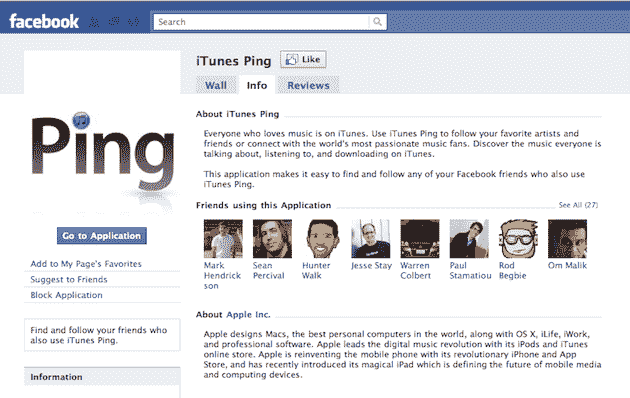 facebook
Search
iTunes Ping
Like
Wall
Info
Reviews
Ping
Go to Application
Add to My Page's Favorites
Suggest to Friends
Block Application
Find and follow your friends who
also use iTunes Ping.
Information
About iTunes Ping
Everyone who loves music is on iTunes. Use iTunes Ping to follow your favorite artists and
friends or connect with the world's most passionate music fans. Discover the music everyone is
talking about, listening to, and downloading on iTunes.
This application makes it easy to find and follow any of your Facebook friends who also use
iTunes Ping.
Friends using this Application
See All (27)
Mark
Hendrick
son
Sean
Percival
Hunter
Walk
Jesse Stay
Warren
Colbert
Paul
Stamatiou
Rod
Begbie
Om Malik
About Apple Inc.
Apple designs Macs, the best personal computers in the world, along with OS X, iLife, iWork,
and professional software. Apple leads the digital music revolution with its iPods and iTunes
online store. Apple is reinventing the mobile phone with its revolutionary iPhone and App
Store, and has recently introduced its magical iPad which is defining the future of mobile media
and computing devices.